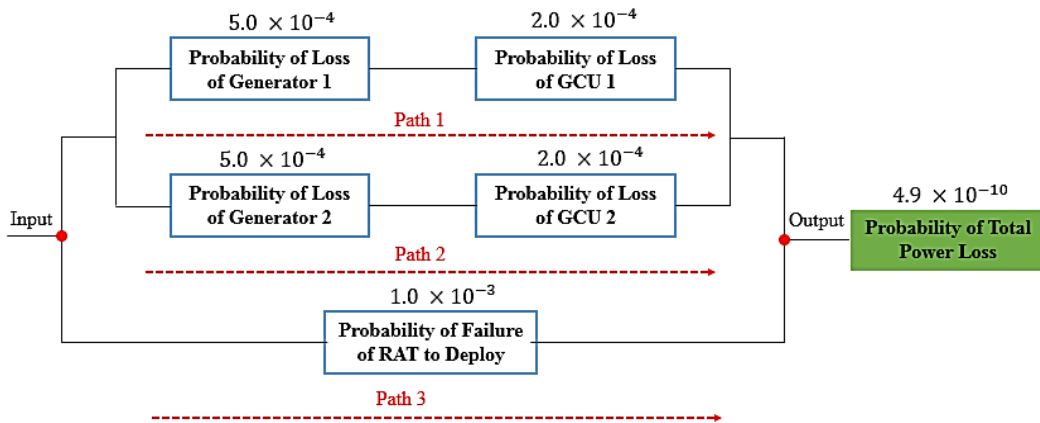 5.0 × 10⁻⁴
2.0 × 10⁻⁴
Probability of Loss
of Generator 1
Probability of Loss
of GCU 1
Path 1
5.0 × 10⁻⁴
2.0 × 10⁻⁴
Probability of Loss
of Generator 2
Probability of Loss
of GCU 2
Input
Output
4.9 × 10⁻¹⁰
Probability of Total
Power Loss
Path 2
1.0 × 10⁻³
Probability of Failure
of RAT to Deploy
Path 3